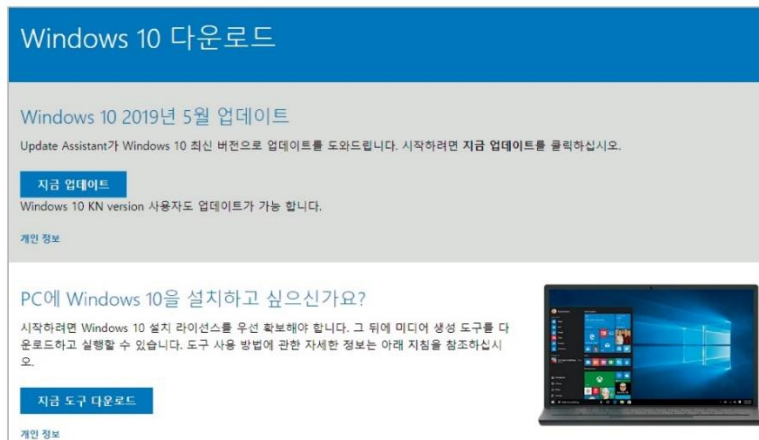 Windows 10 다운로드
Windows 10 2019년 5월 업데이트
Update Assistant가 Windows 10 최신 버전으로 업데이트를 도와드립니다. 시작하려면 지금 업데이트를 클릭하십시오.
지금 업데이트
Windows 10 KN version 사용자도 업데이트가 가능 합니다.
개인 정보
PC에 Windows 10을 설치하고 싶으신가요?
시작하려면 Windows 10 설치 라이선스를 우선 확보해야 합니다. 그 뒤에 미디어 생성 도구를 다
운로드하고 실행할 수 있습니다. 도구 사용 방법에 관한 자세한 정보는 아래 지침을 참조하십시
오.
지금 도구 다운로드
개인 정보